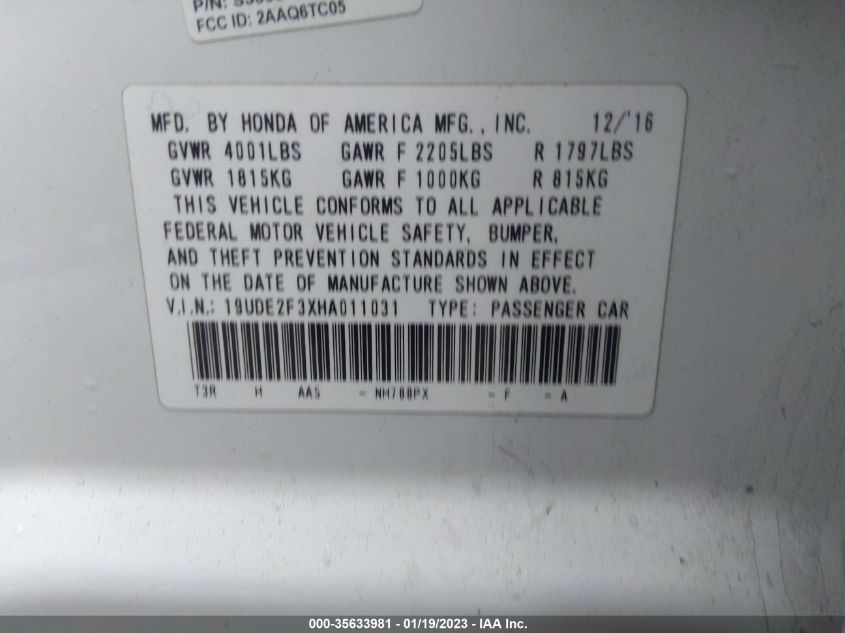 P/N:
FCC ID: 2AAQ6TC05
MFD. BY HONDA OF AMERICA MFG., INC. 12/'16
GVWR 4001LBS GAWR F 2205LBS R 1797LBS
GVWR 1815KG GAWR F 1000KG R 815KG
THIS VEHICLE CONFORMS TO ALL APPLICABLE
FEDERAL MOTOR VEHICLE SAFETY, BUMPER,
AND THEFT PREVENTION STANDARDS IN EFFECT
ON THE DATE OF MANUFACTURE SHOWN ABOVE.
V.I.N.: 19UDE2F3XHA011031 TYPE: PASSENGER CAR
T3R H AA5 - NH788PX - F - A
000-35633981 - 01/19/2023 - IAA Inc.